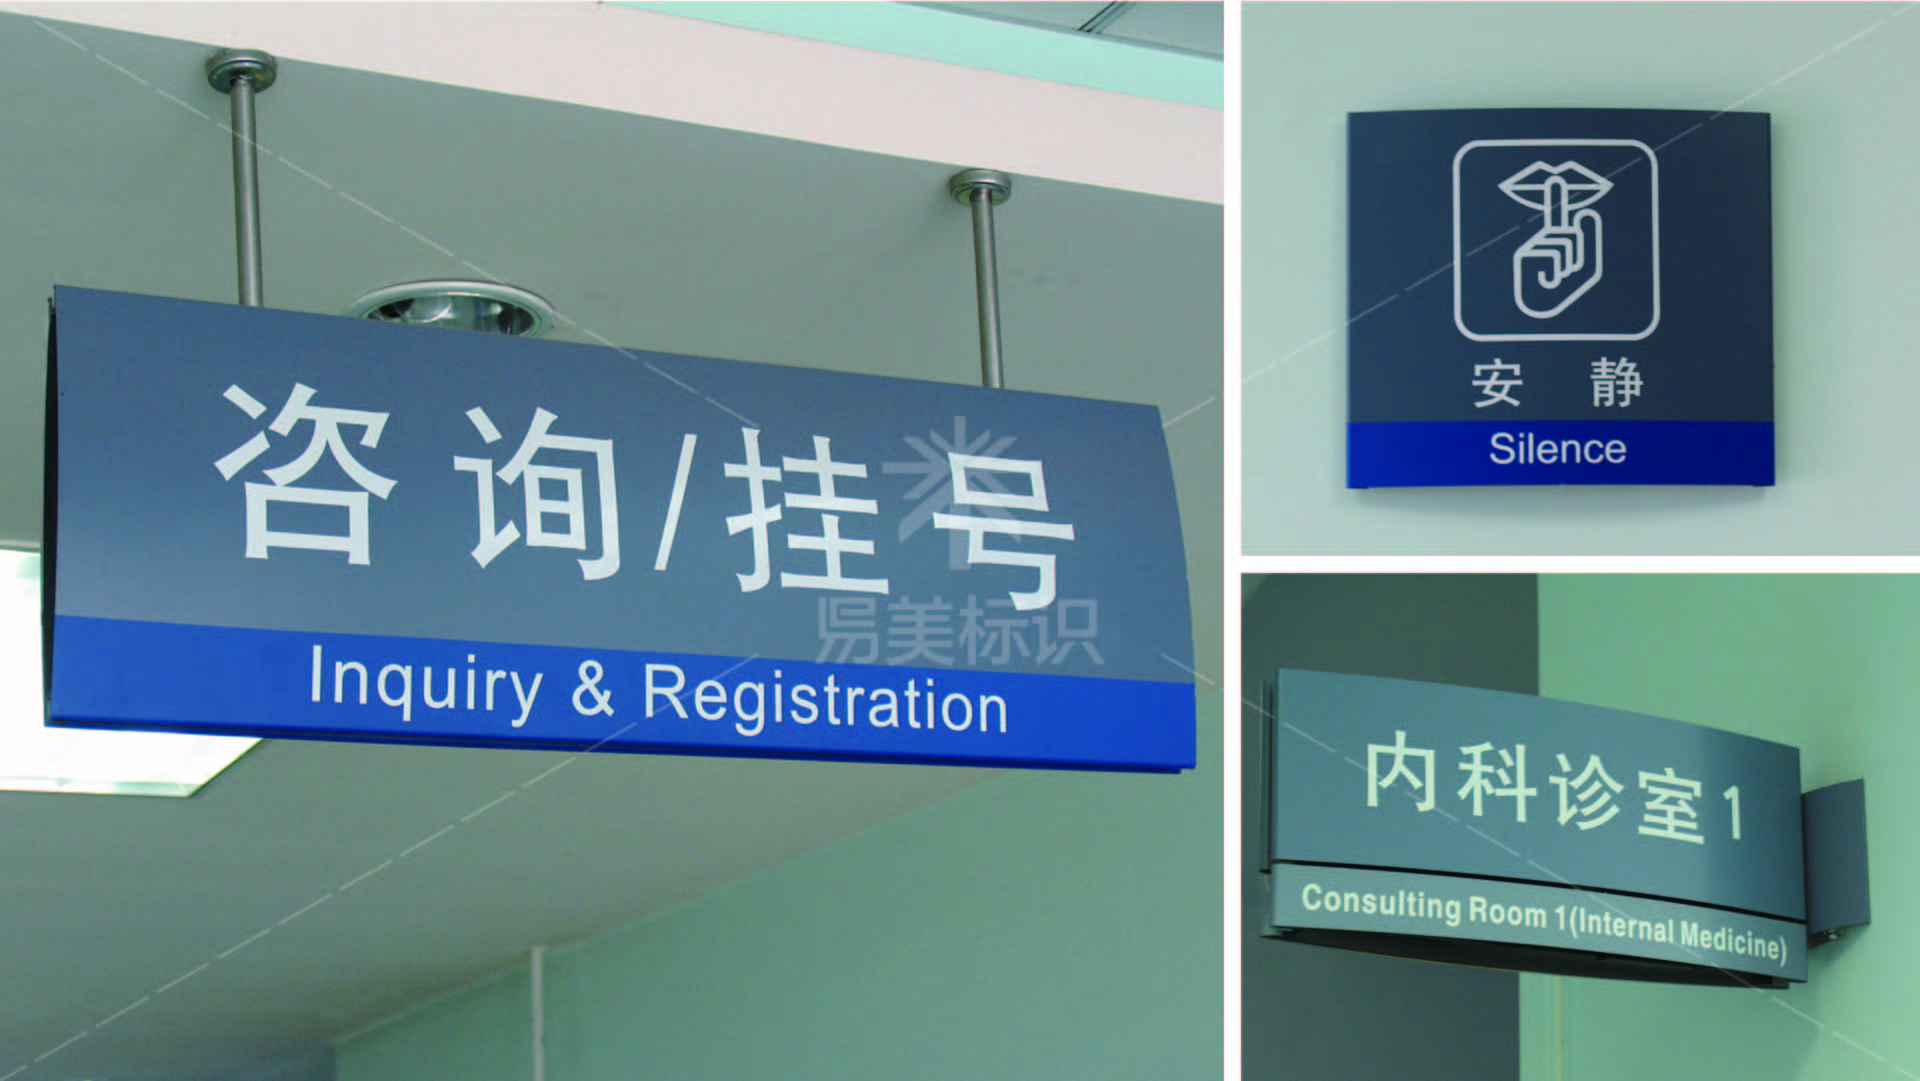 咨询/挂号
Inquiry & Registration
易美标识
安 静
Silence
内科诊室1
Consulting Room 1(Internal Medicine)